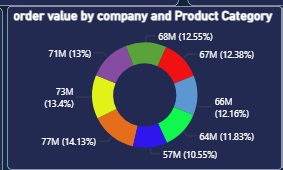 order value by company and Product Category
68M (12.55%)
71M (13%)
67M (12.38%)
73M
(13.4%)
66M
(12.16%)
64M (11.83%)
77M (14.13%)
57M (10.55%)